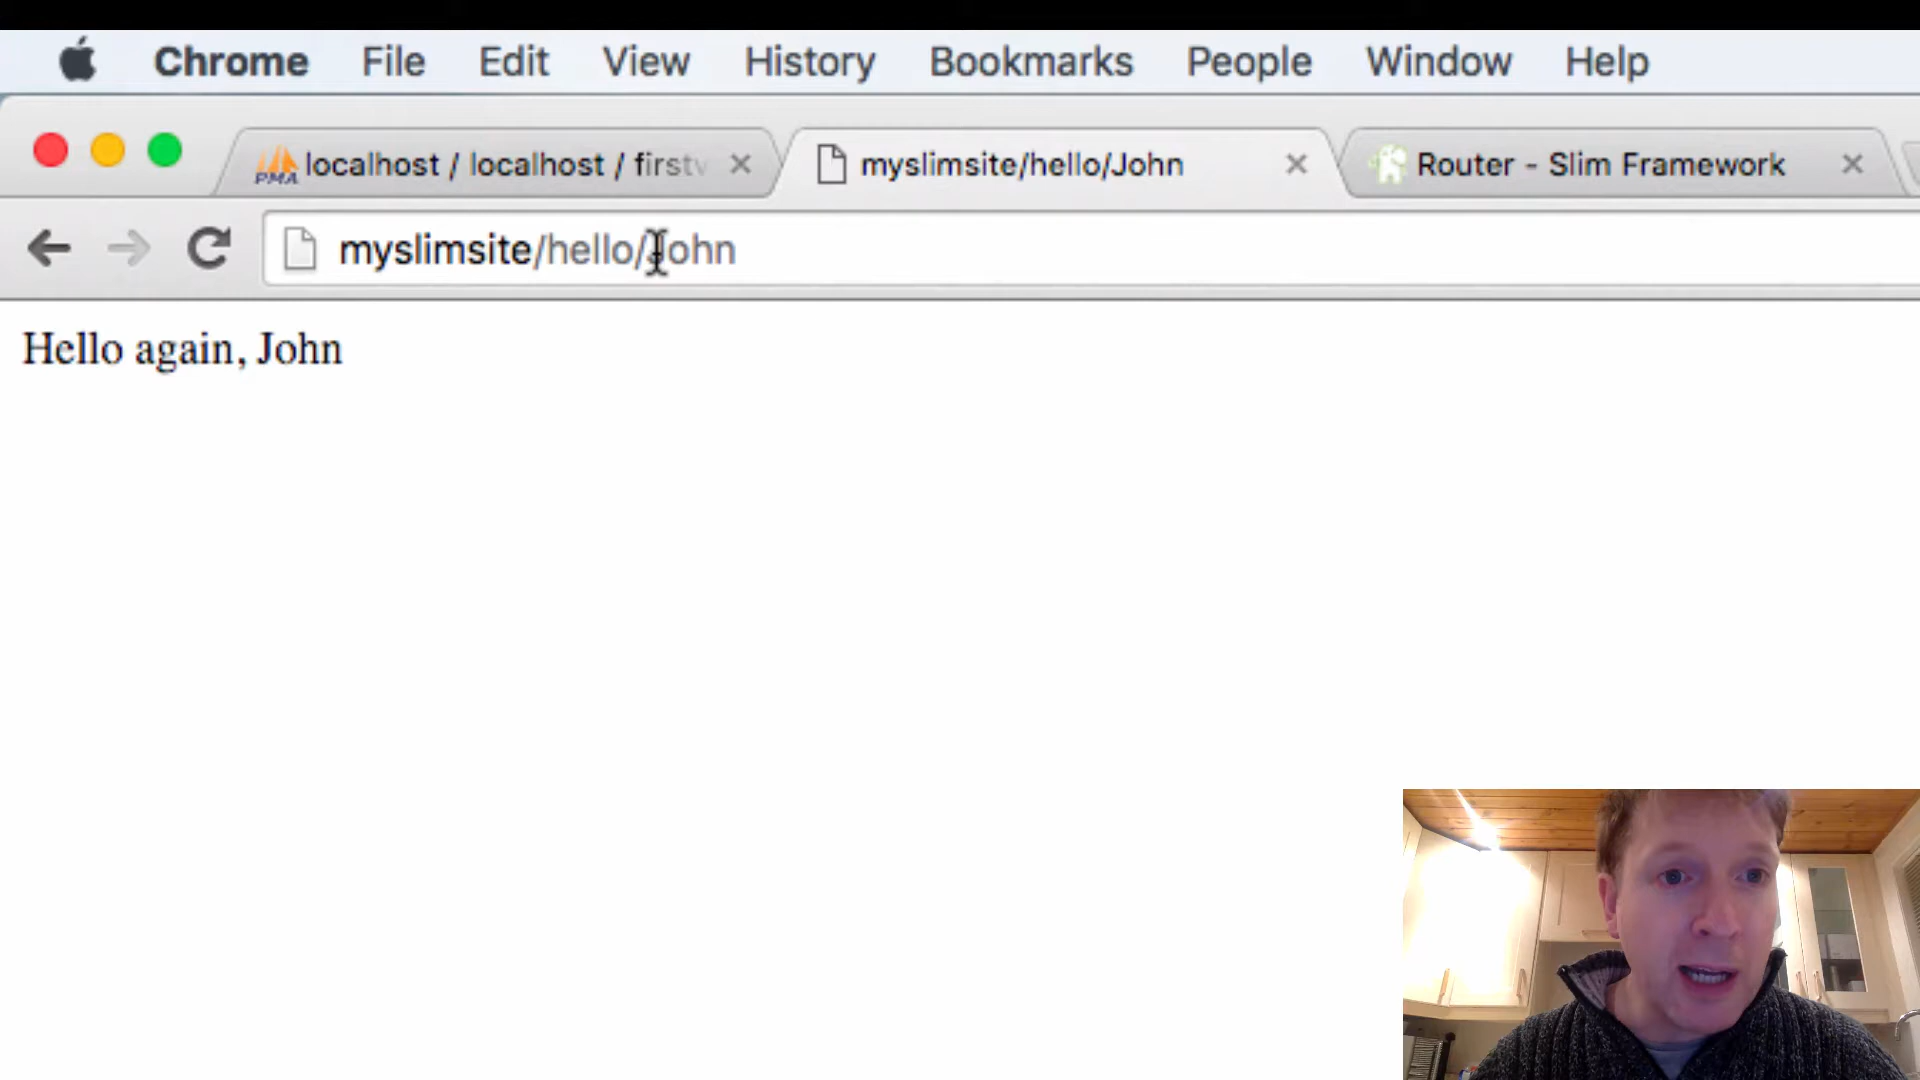 Chrome File Edit View History Bookmarks People Window Help
PMA localhost / localhost / firstv
myslimsite/hello/John
Router - Slim Framework
myslimsite/hello/John
Hello again, John